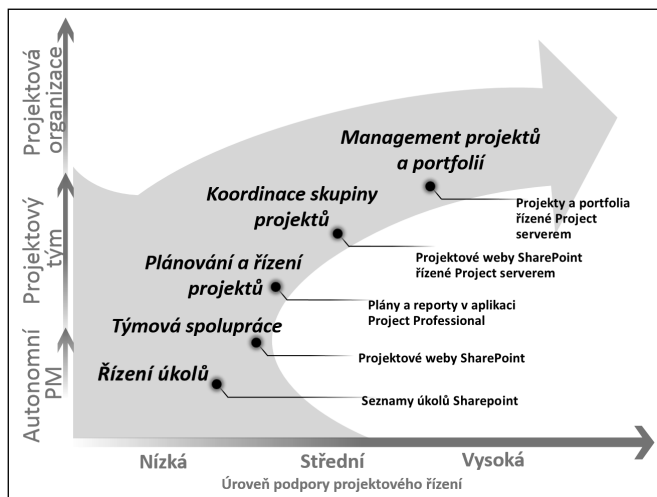 Projektová
organizace
Projektový
tým
Autonomní
PM
Management projektů
a portfolií
Projekty a portfolia
řízené Project
serverem
Koordinace skupiny
projektů
Projektové weby SharePoint
řízené Project serverem
Plánování a řízení
projektů
Plány a reporty v aplikaci
Project Professional
Týmová spolupráce
Projektové weby SharePoint
Řízení úkolů
Seznamy úkolů Sharepoint
Nízká
Střední
Vysoká
Úroveň podpory projektového řízení